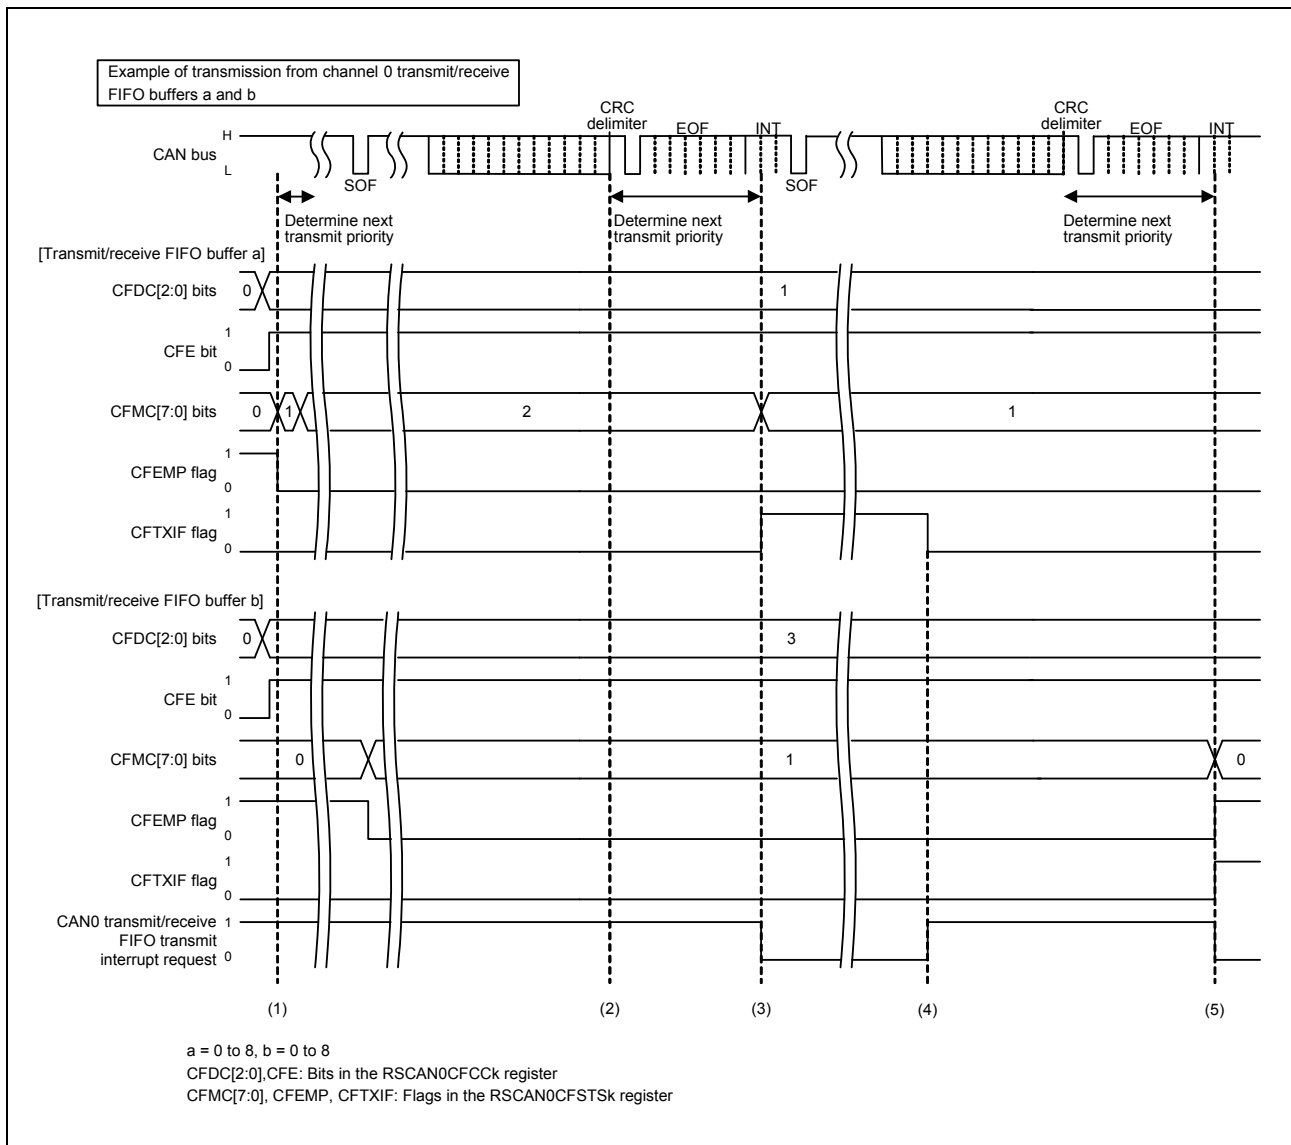 Example of transmission from channel 0 transmit/receive
FIFO buffers a and b
CRC
delimiter
EOF
INT
CRC
delimiter
EOF
INT
H
CAN bus
L
SOF
SOF
Determine next
transmit priority
Determine next
transmit priority
Determine next
transmit priority
[Transmit/receive FIFO buffer a]
CFDC[2:0] bits
0
1
1
CFE bit
0
CFMC[7:0] bits
0
1
2
1
1
CFEMP flag
0
1
CFTXIF flag
0
[Transmit/receive FIFO buffer b]
CFDC[2:0] bits
0
3
1
CFE bit
0
CFMC[7:0] bits
0
1
0
1
CFEMP flag
0
1
CFTXIF flag
0
CAN0 transmit/receive 1
FIFO transmit
interrupt request 0
(1)
(2)
(3)
(4)
(5)
a = 0 to 8, b = 0 to 8
CFDC[2:0],CFE: Bits in the RSCAN0CFCCk register
CFMC[7:0], CFEMP, CFTXIF: Flags in the RSCAN0CFSTSk register